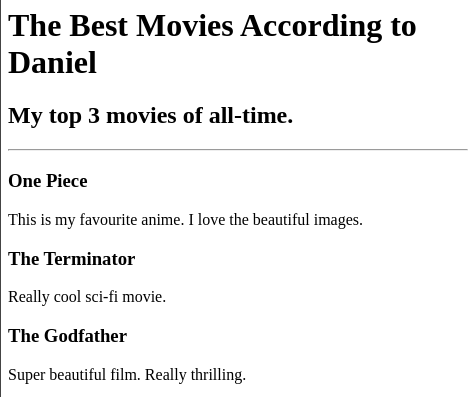 The Best Movies According to
Daniel
My top 3 movies of all-time.
One Piece
This is my favourite anime. I love the beautiful images.
The Terminator
Really cool sci-fi movie.
The Godfather
Super beautiful film. Really thrilling.